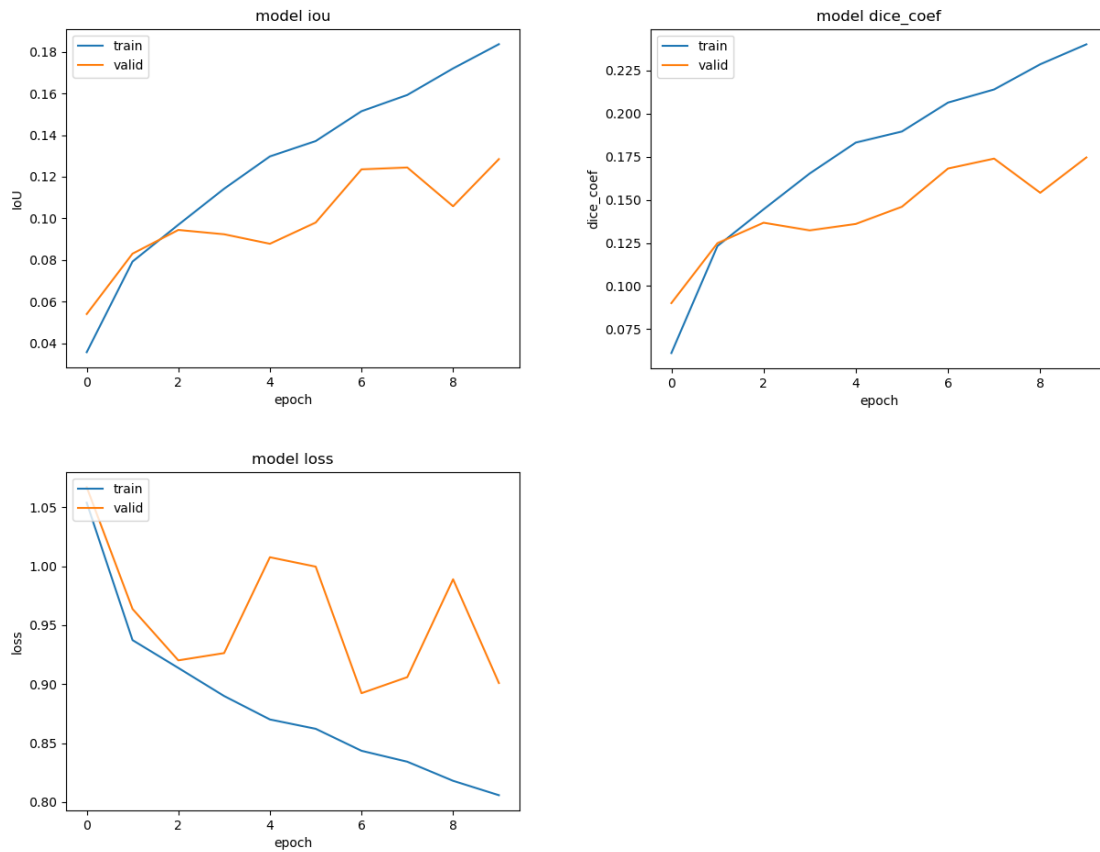 model iou
train
valid
IoU
0.18
0.16
0.14
0.12
0.10
0.08
0.06
0.04
0 2 4 6 8
epoch
model dice_coef
train
valid
dice_coef
0.225
0.200
0.175
0.150
0.125
0.100
0.075
0 2 4 6 8
epoch
model loss
train
valid
loss
1.05
1.00
0.95
0.90
0.85
0.80
0 2 4 6 8
epoch